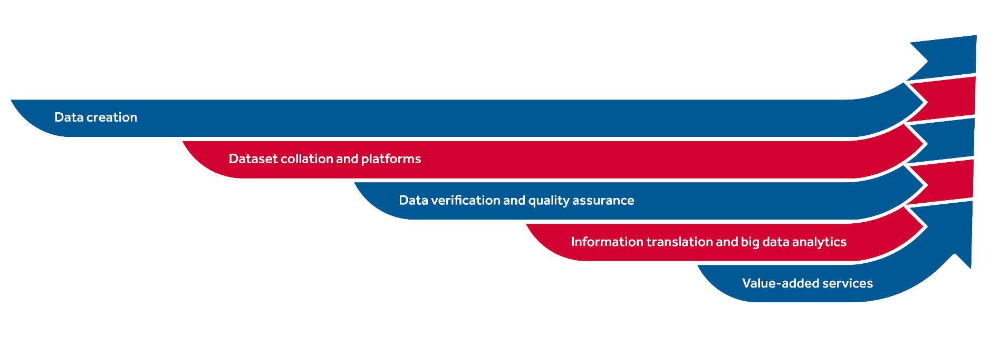 Data creation
Dataset collation and platforms
Data verification and quality assurance
Information translation and big data analytics
Value-added services